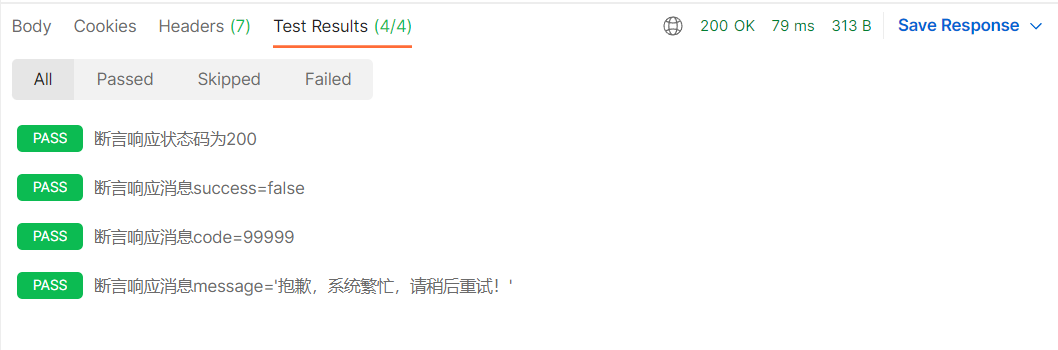 Body Cookies Headers (7) Test Results (4/4) 200 OK 79 ms 313 B Save Response
All Passed Skipped Failed
PASS 断言响应状态码为200
PASS 断言响应消息success=false
PASS 断言响应消息code=99999
PASS 断言响应消息message='抱歉，系统繁忙，请稍后重试！'